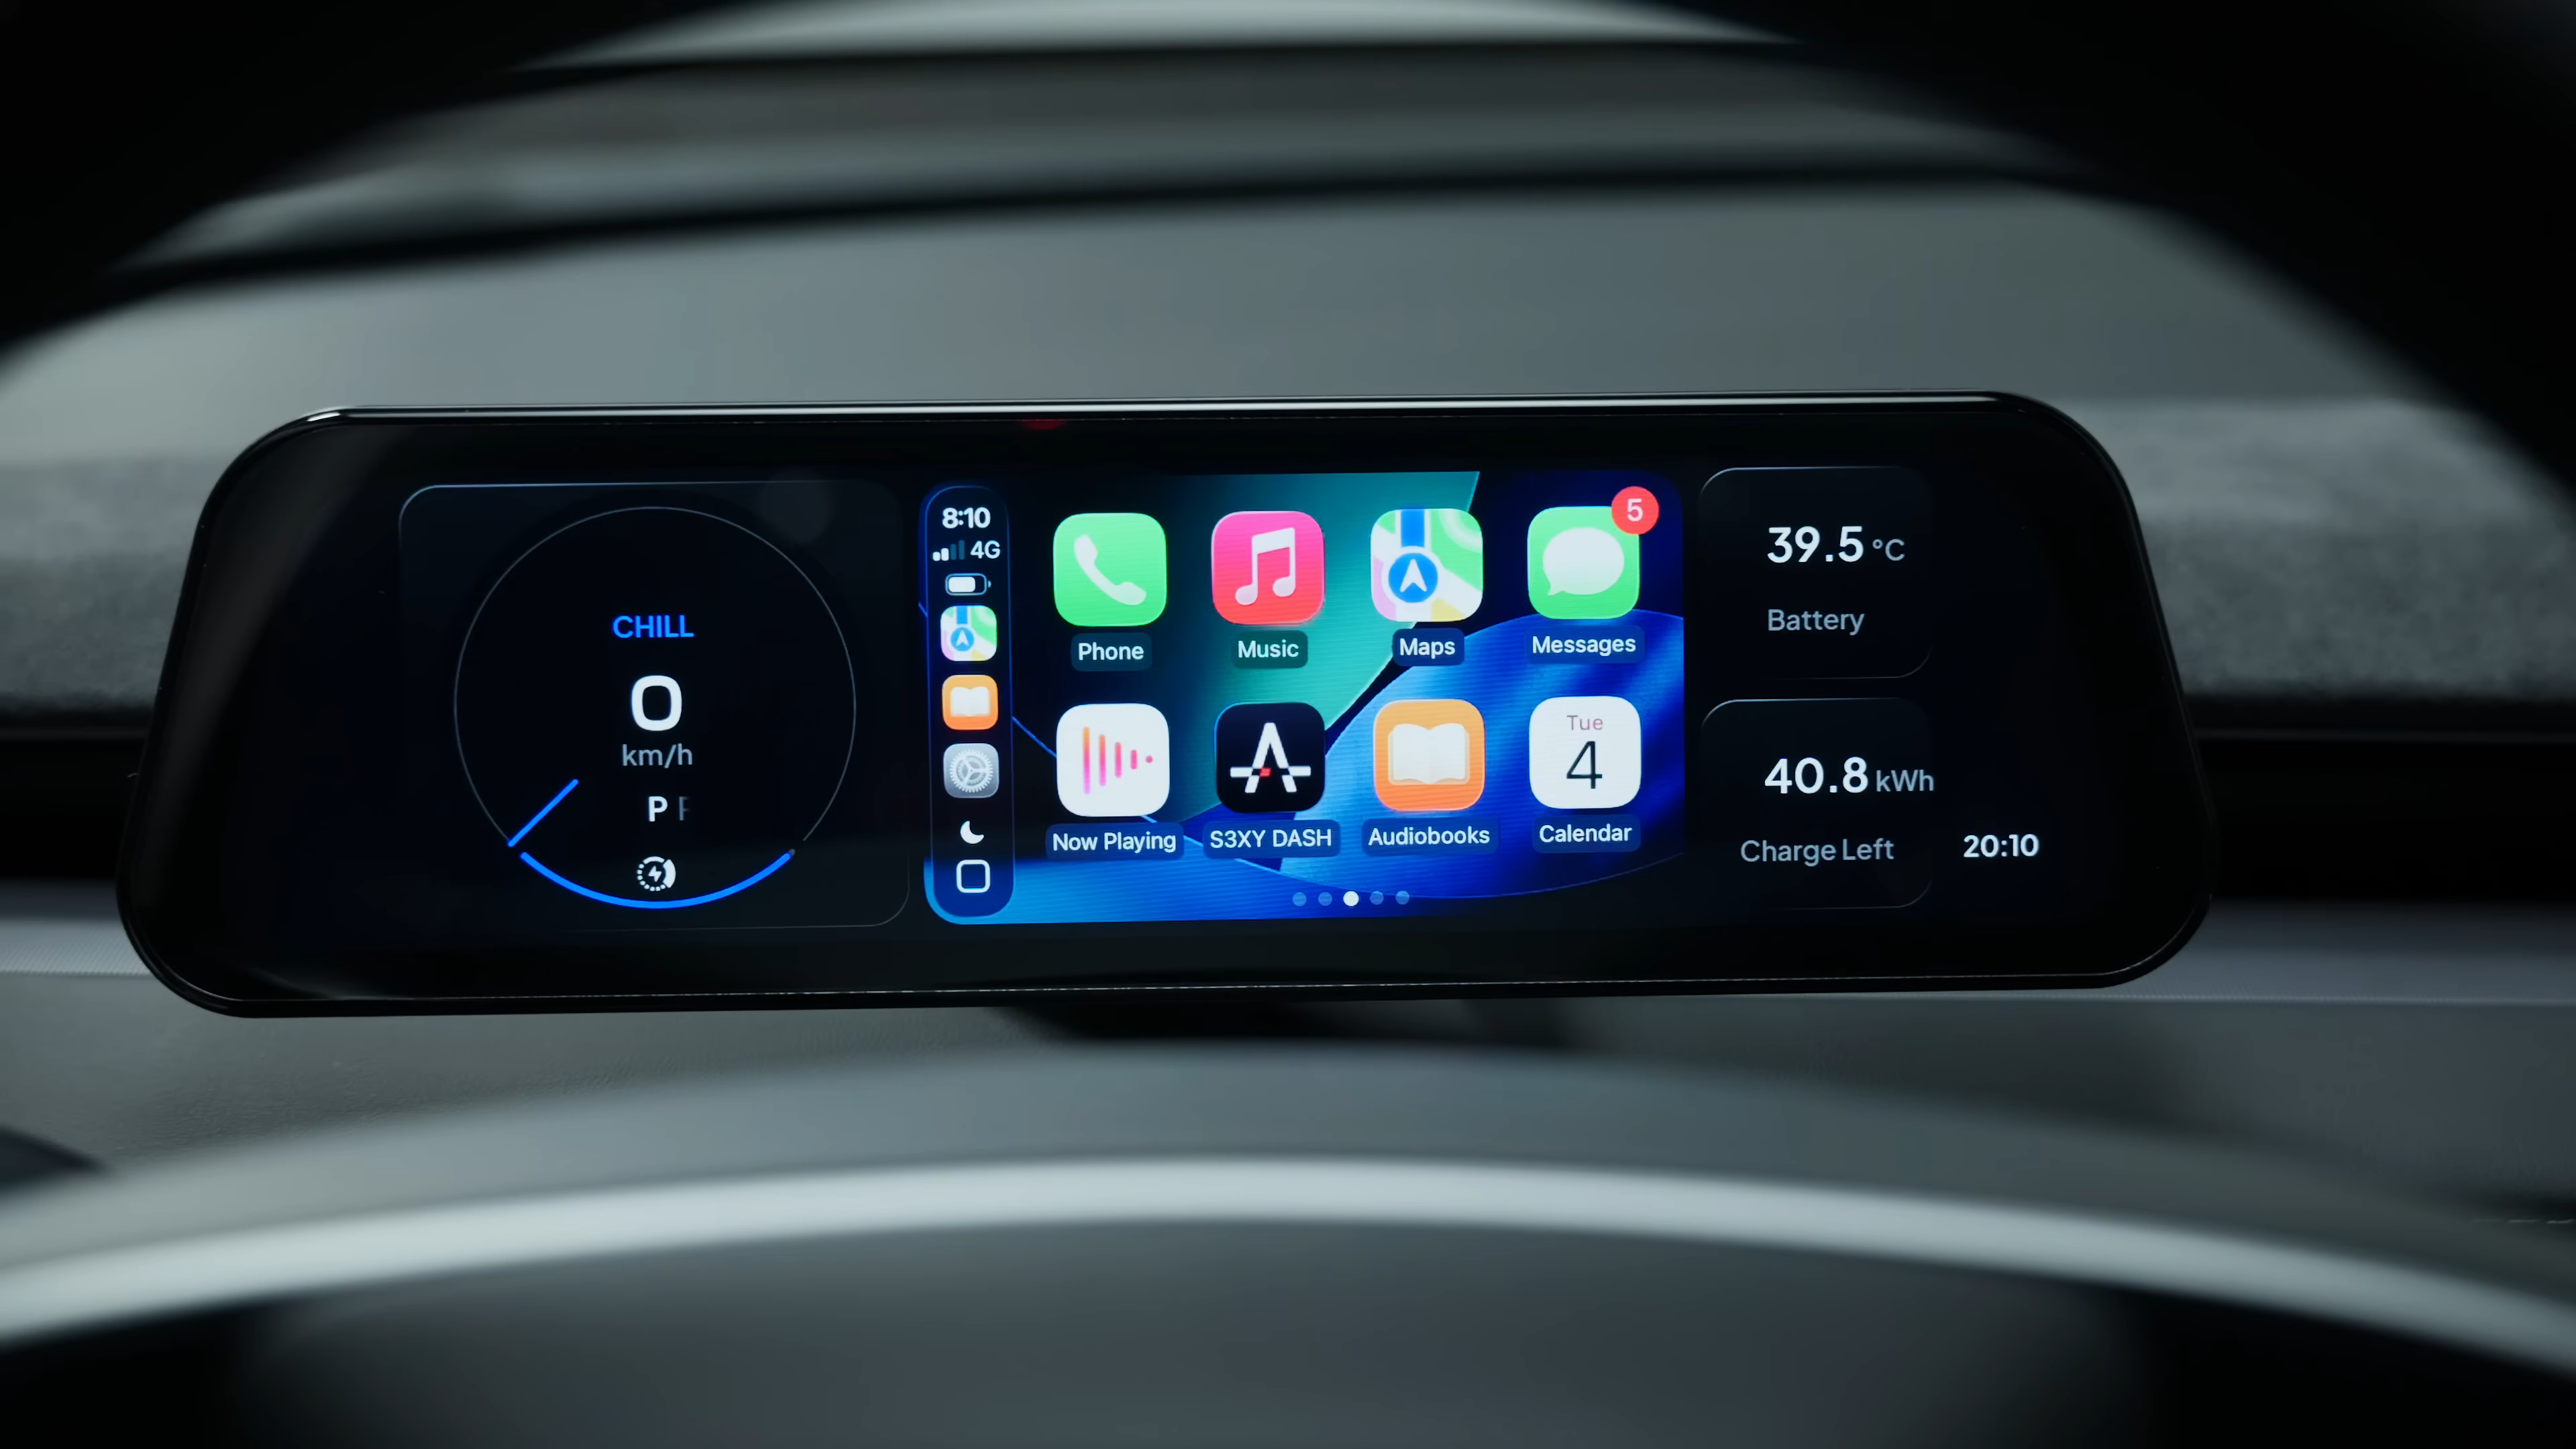 CHILL
0
km/h
P R
8:10
4G
5
Phone
Music
Maps
Messages
Tue
4
Now Playing
S3XY DASH
Audiobooks
Calendar
39.5 °C
Battery
40.8 kWh
Charge Left
20:10